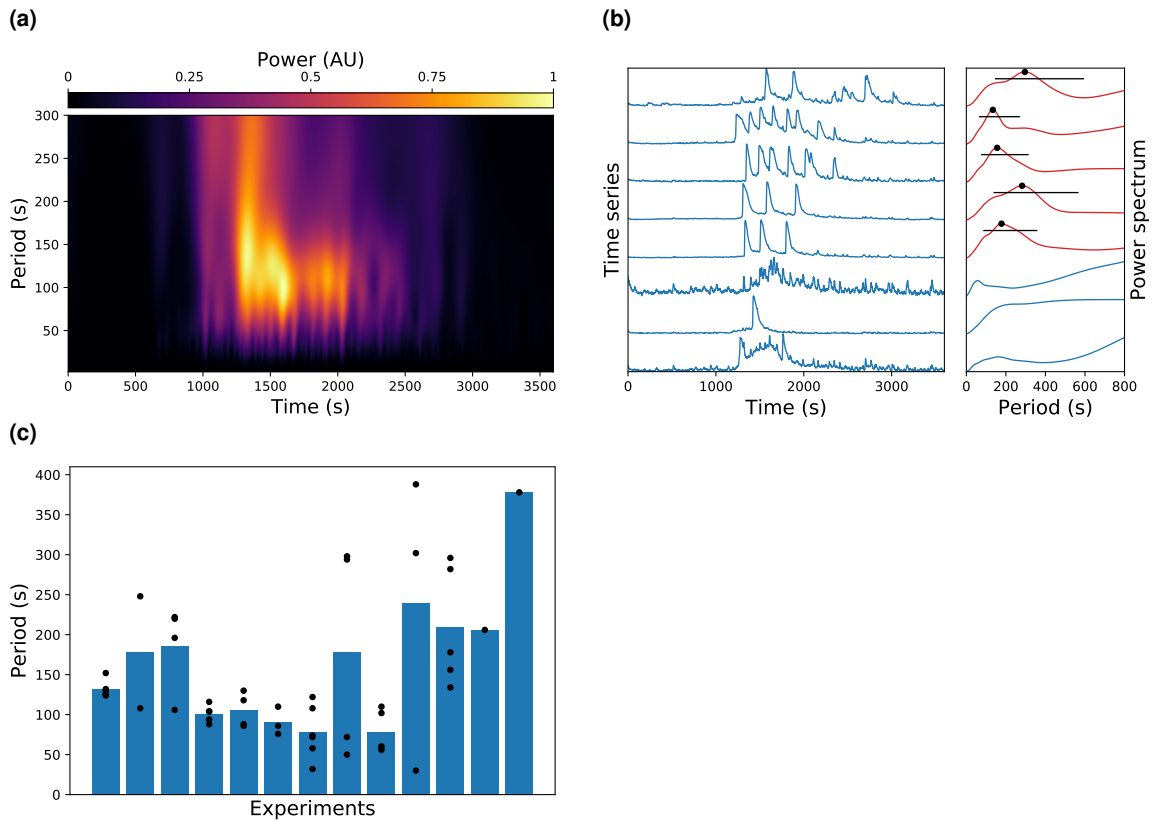 (a)
Power (AU)
0 0.25 0.5 0.75 1
300
250
200
150
100
50
Period (s)
0 500 1000 1500 2000 2500 3000 3500
Time (s)
(b)
Time series
0 1000 2000 3000
Time (s)
Power spectrum
0 200 400 600 800
Period (s)
(c)
400
350
300
250
200
150
100
50
0
Period (s)
Experiments